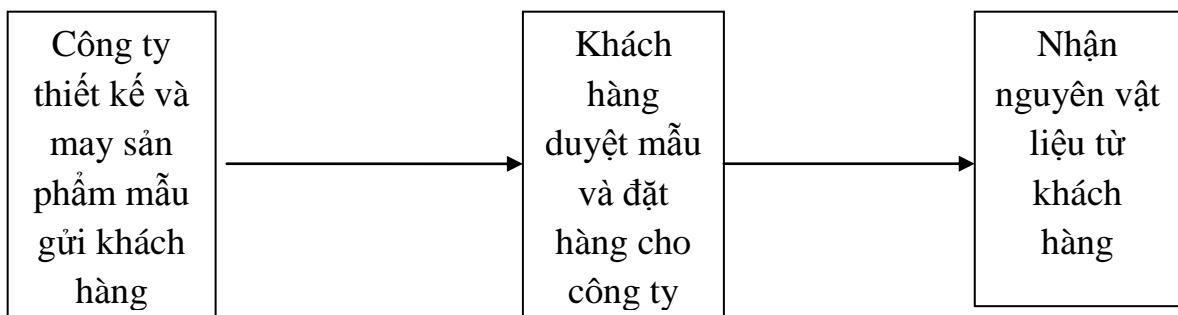 Công ty
thiết kế và
may sản
phẩm mẫu
gửi khách
hàng
Khách
hàng
duyệt mẫu
và đặt
hàng cho
công ty
Nhận
nguyên vật
liệu từ
khách
hàng